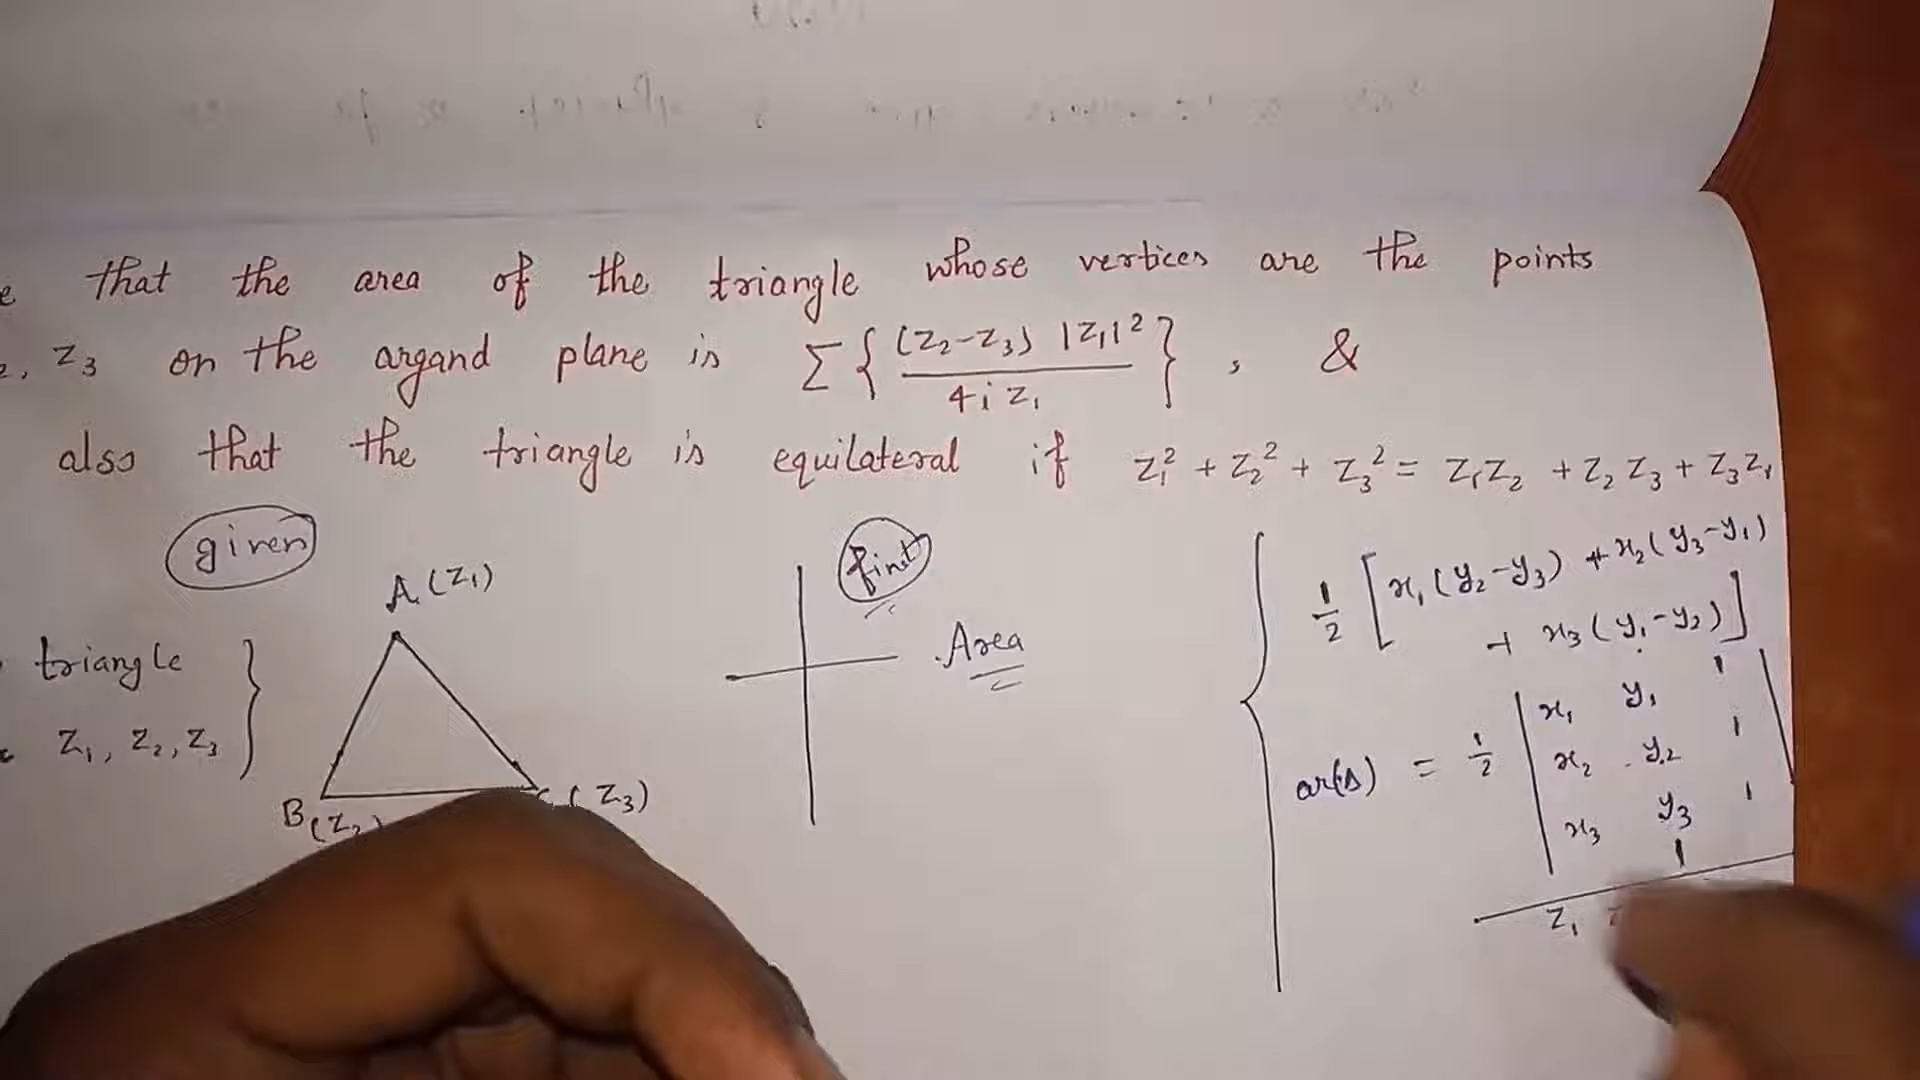 that the area of the triangle whose vertices are the points
, z₃ on the argand plane is Σ { (z₂-z₃) |z₁|² / 4i z₁ } , &
also that the triangle is equilateral if z₁² + z₂² + z₃² = z₁z₂ + z₂z₃ + z₃z₁
given
A (z₁)
triangle
z₁, z₂, z₃
B (z₂)
(z₃)
find
Area
1/2 [ x₁(y₂-y₃) + x₂(y₃-y₁)
+ x₃(y₁-y₂) ]
ar(Δ) = 1/2 | x₁ y₁ 1
x₂ y₂ 1
x₃ y₃ 1 |
z₁